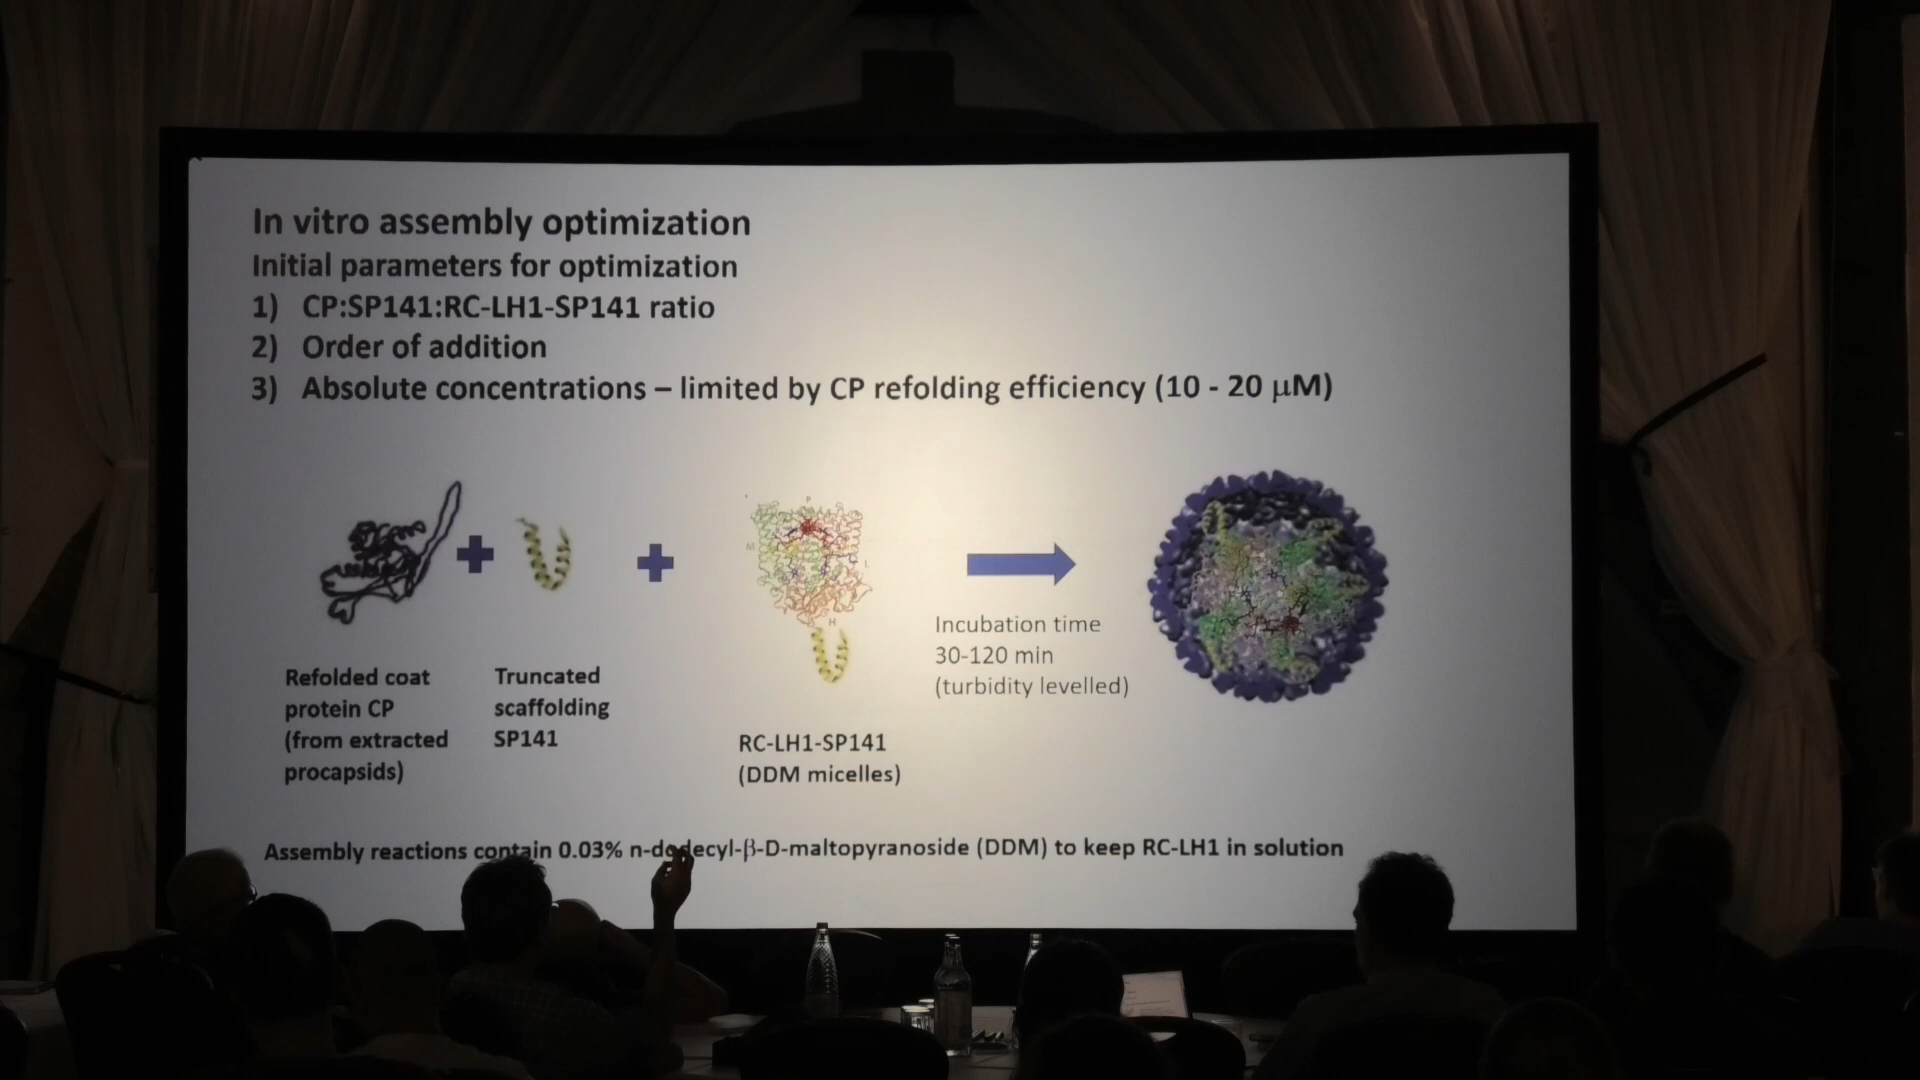 In vitro assembly optimization
Initial parameters for optimization
1) CP:SP141:RC-LH1-SP141 ratio
2) Order of addition
3) Absolute concentrations – limited by CP refolding efficiency (10 - 20 μM)
P
M
L
H
Incubation time
30-120 min
(turbidity levelled)
Refolded coat
protein CP
(from extracted
procapsids)
Truncated
scaffolding
SP141
RC-LH1-SP141
(DDM micelles)
Assembly reactions contain 0.03% n-dodecyl-β-D-maltopyranoside (DDM) to keep RC-LH1 in solution